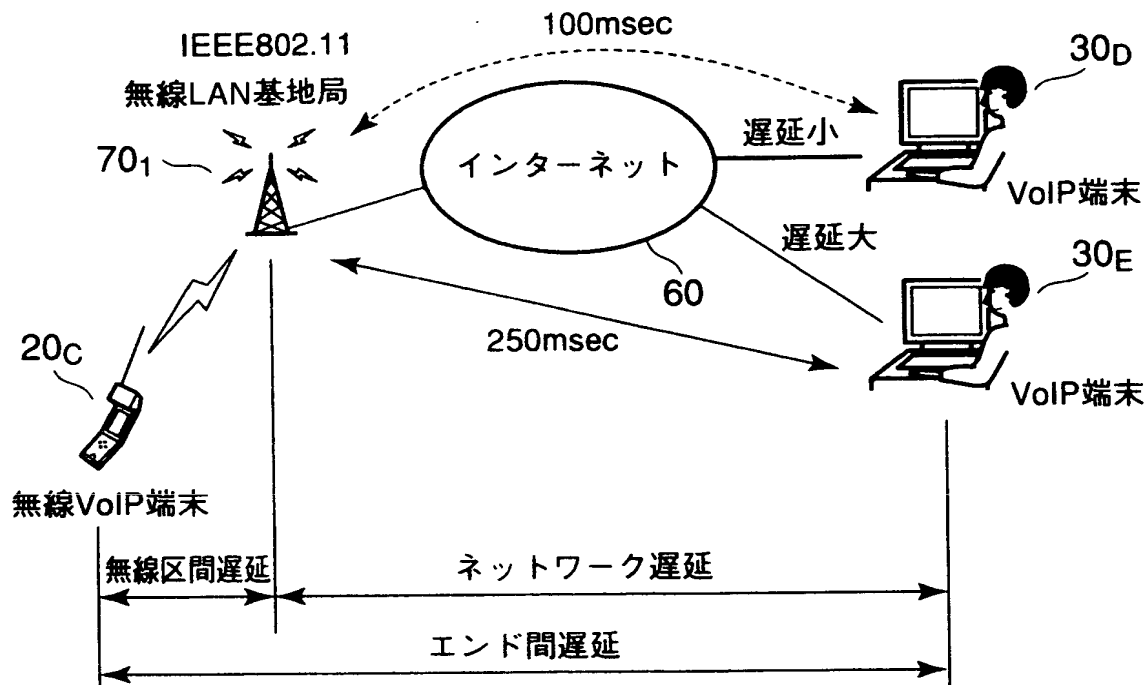 100msec
IEEE802.11
無線LAN基地局
70₁
インターネット
遅延小
30D
VoIP端末
遅延大
60
250msec
30E
VoIP端末
20C
無線VoIP端末
無線区間遅延
ネットワーク遅延
エンド間遅延